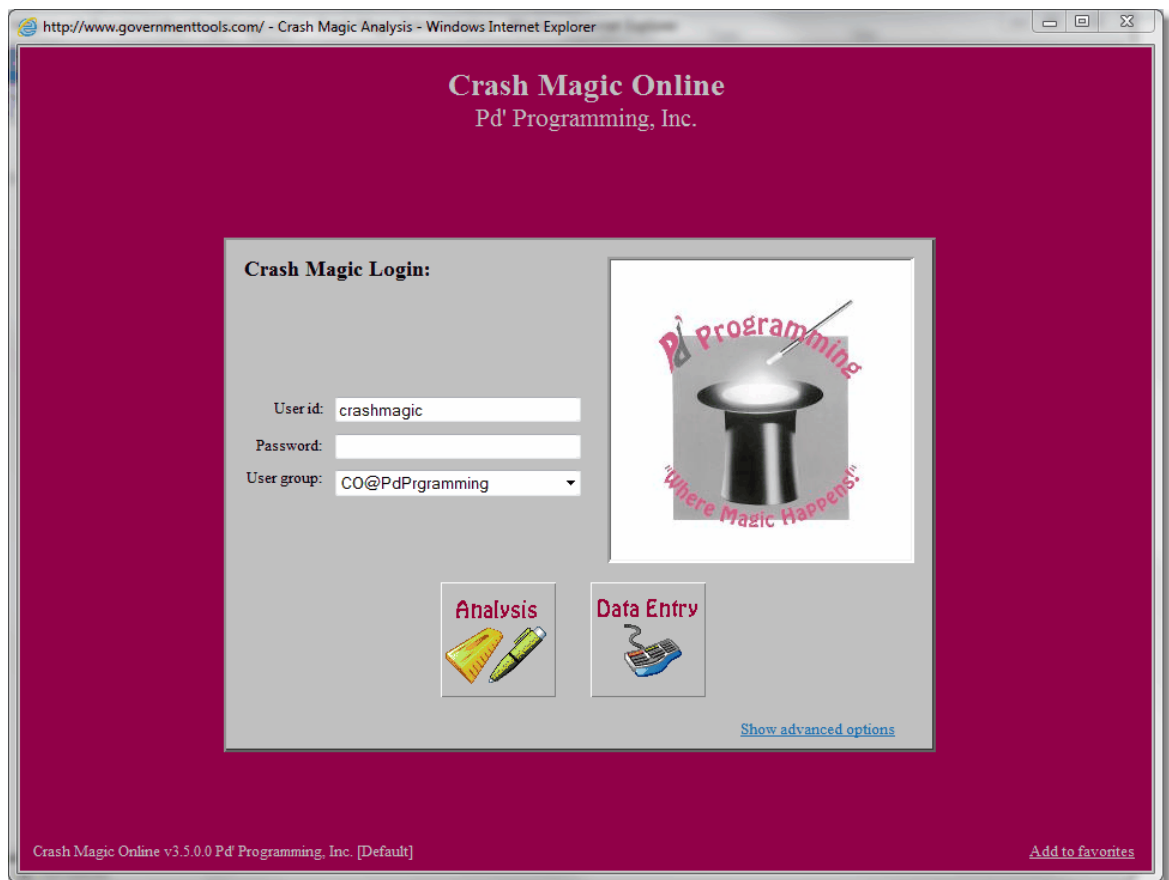 http://www.governmenttools.com/ - Crash Magic Analysis - Windows Internet Explorer
Crash Magic Online
Pd' Programming, Inc.
Crash Magic Login:
Pd' Programming
"Where Magic Happens!"
User id: crashmagic
Password:
User group: CO@PdPrgramming
Analysis
Data Entry
Show advanced options
Crash Magic Online v3.5.0.0 Pd' Programming, Inc. [Default]
Add to favorites